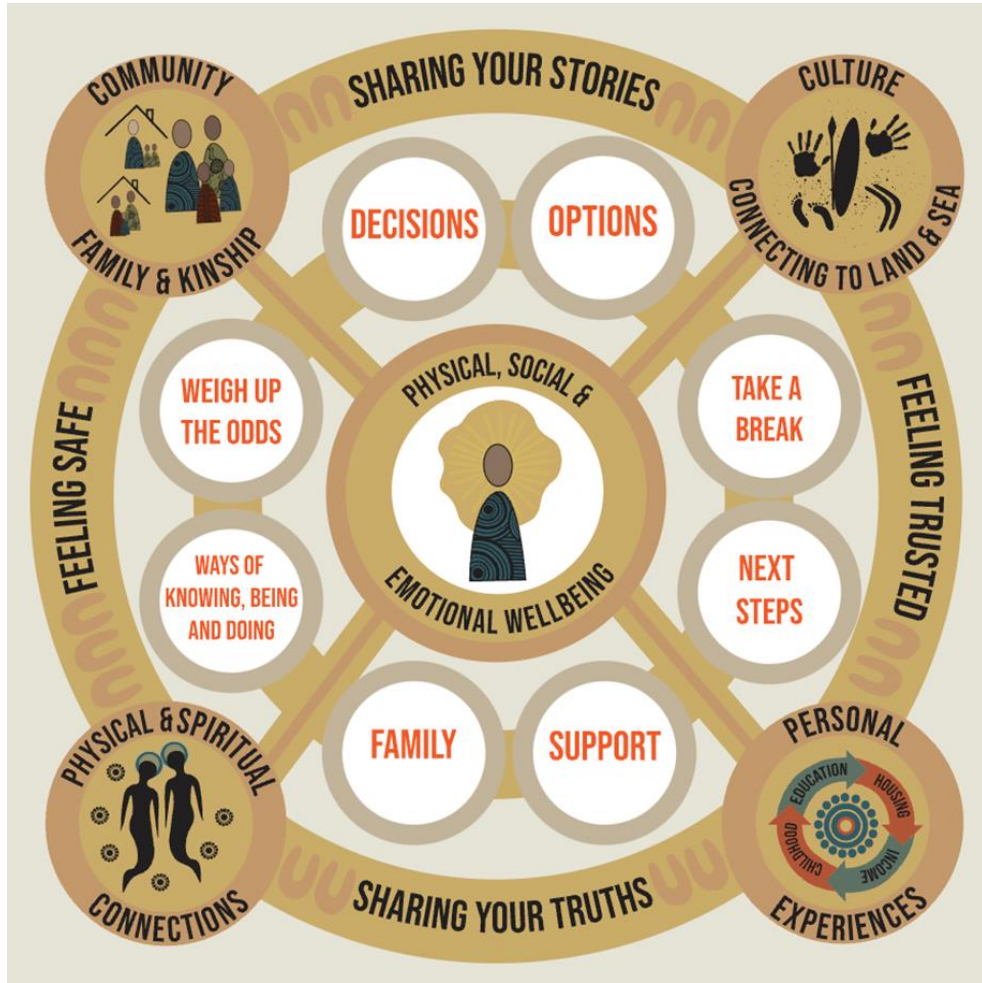 COMMUNITY
FAMILY & KINSHIP
SHARING YOUR STORIES
CULTURE
CONNECTING TO LAND & SEA
DECISIONS
OPTIONS
WEIGH UP
THE ODDS
PHYSICAL, SOCIAL &
EMOTIONAL WELLBEING
TAKE A
BREAK
FEELING SAFE
FEELING TRUSTED
WAYS OF
KNOWING, BEING
AND DOING
NEXT
STEPS
FAMILY
SUPPORT
PHYSICAL & SPIRITUAL
CONNECTIONS
SHARING YOUR TRUTHS
PERSONAL
EXPERIENCES
EDUCATION
HOUSING
INCOME
CHILDHOOD